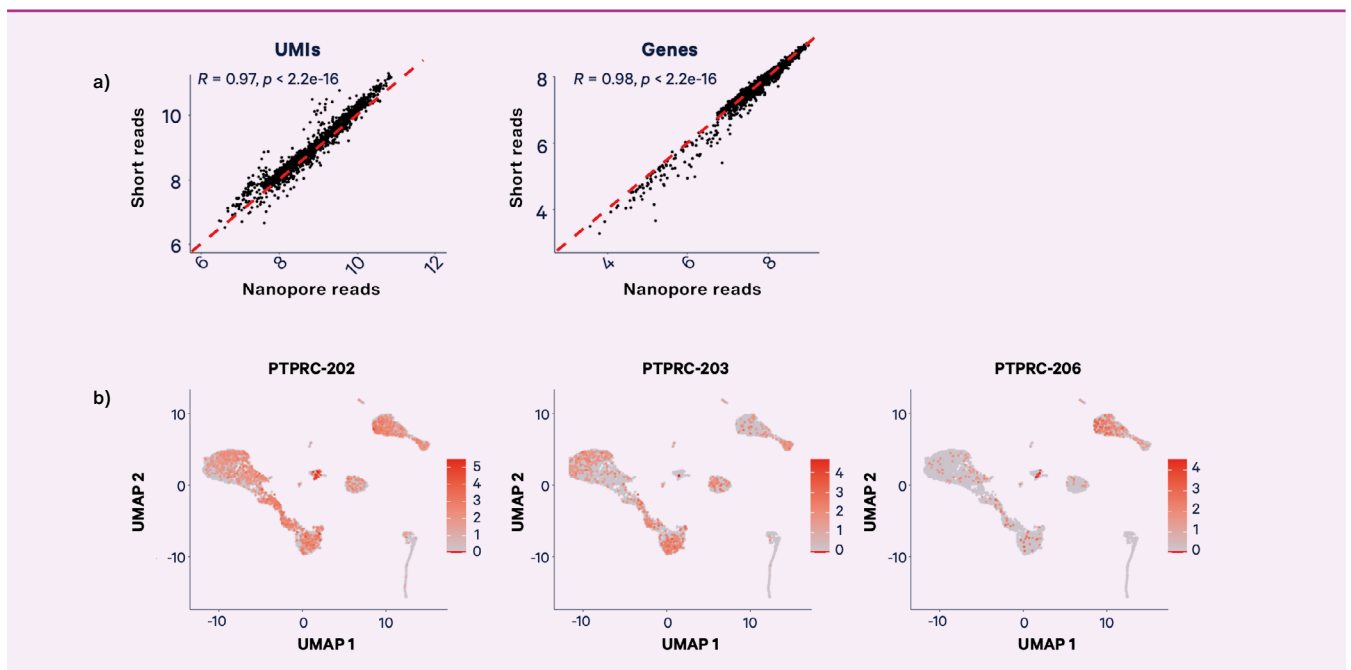 a)
UMIs
R = 0.97, p < 2.2e-16
10
8
6
Short reads
6
8
10
12
Nanopore reads
Genes
R = 0.98, p < 2.2e-16
8
6
4
Short reads
4
6
8
Nanopore reads
b)
PTPRC-202
10
0
-10
UMAP 2
-10
0
10
UMAP 1
5
4
3
2
1
0
PTPRC-203
10
0
-10
UMAP 2
-10
0
10
UMAP 1
4
3
2
1
0
PTPRC-206
10
0
-10
UMAP 2
-10
0
10
UMAP 1
4
3
2
1
0